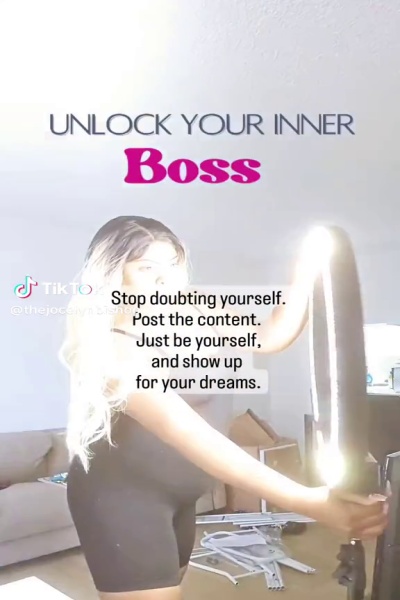 UNLOCK YOUR INNER
BOSS
TikTok
Stop doubting yourself.
Post the content.
Just be yourself,
and show up
for your dreams.